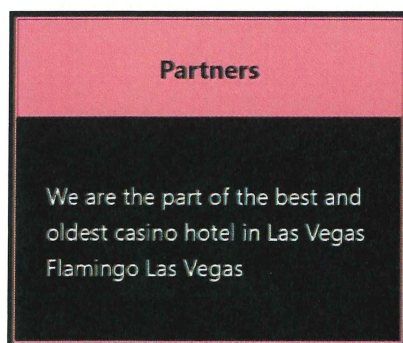 Partners
We are the part of the best and
oldest casino hotel in Las Vegas
Flamingo Las Vegas